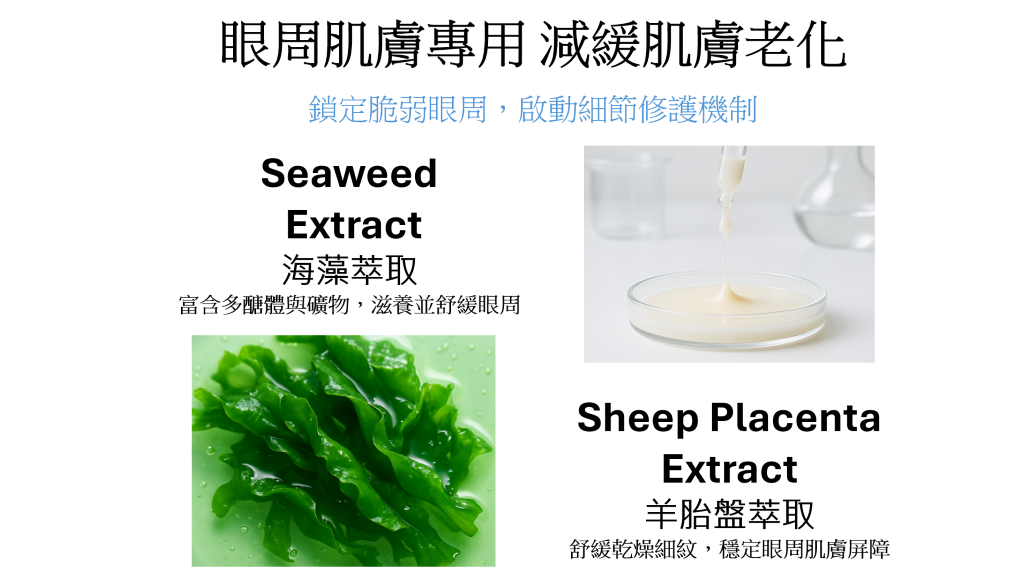 眼周肌膚專用 減緩肌膚老化
鎖定脆弱眼周，啟動細節修護機制
Seaweed
Extract
海藻萃取
富含多醣體與礦物，滋養並舒緩眼周
Sheep Placenta
Extract
羊胎盤萃取
舒緩乾燥細紋，穩定眼周肌膚屏障